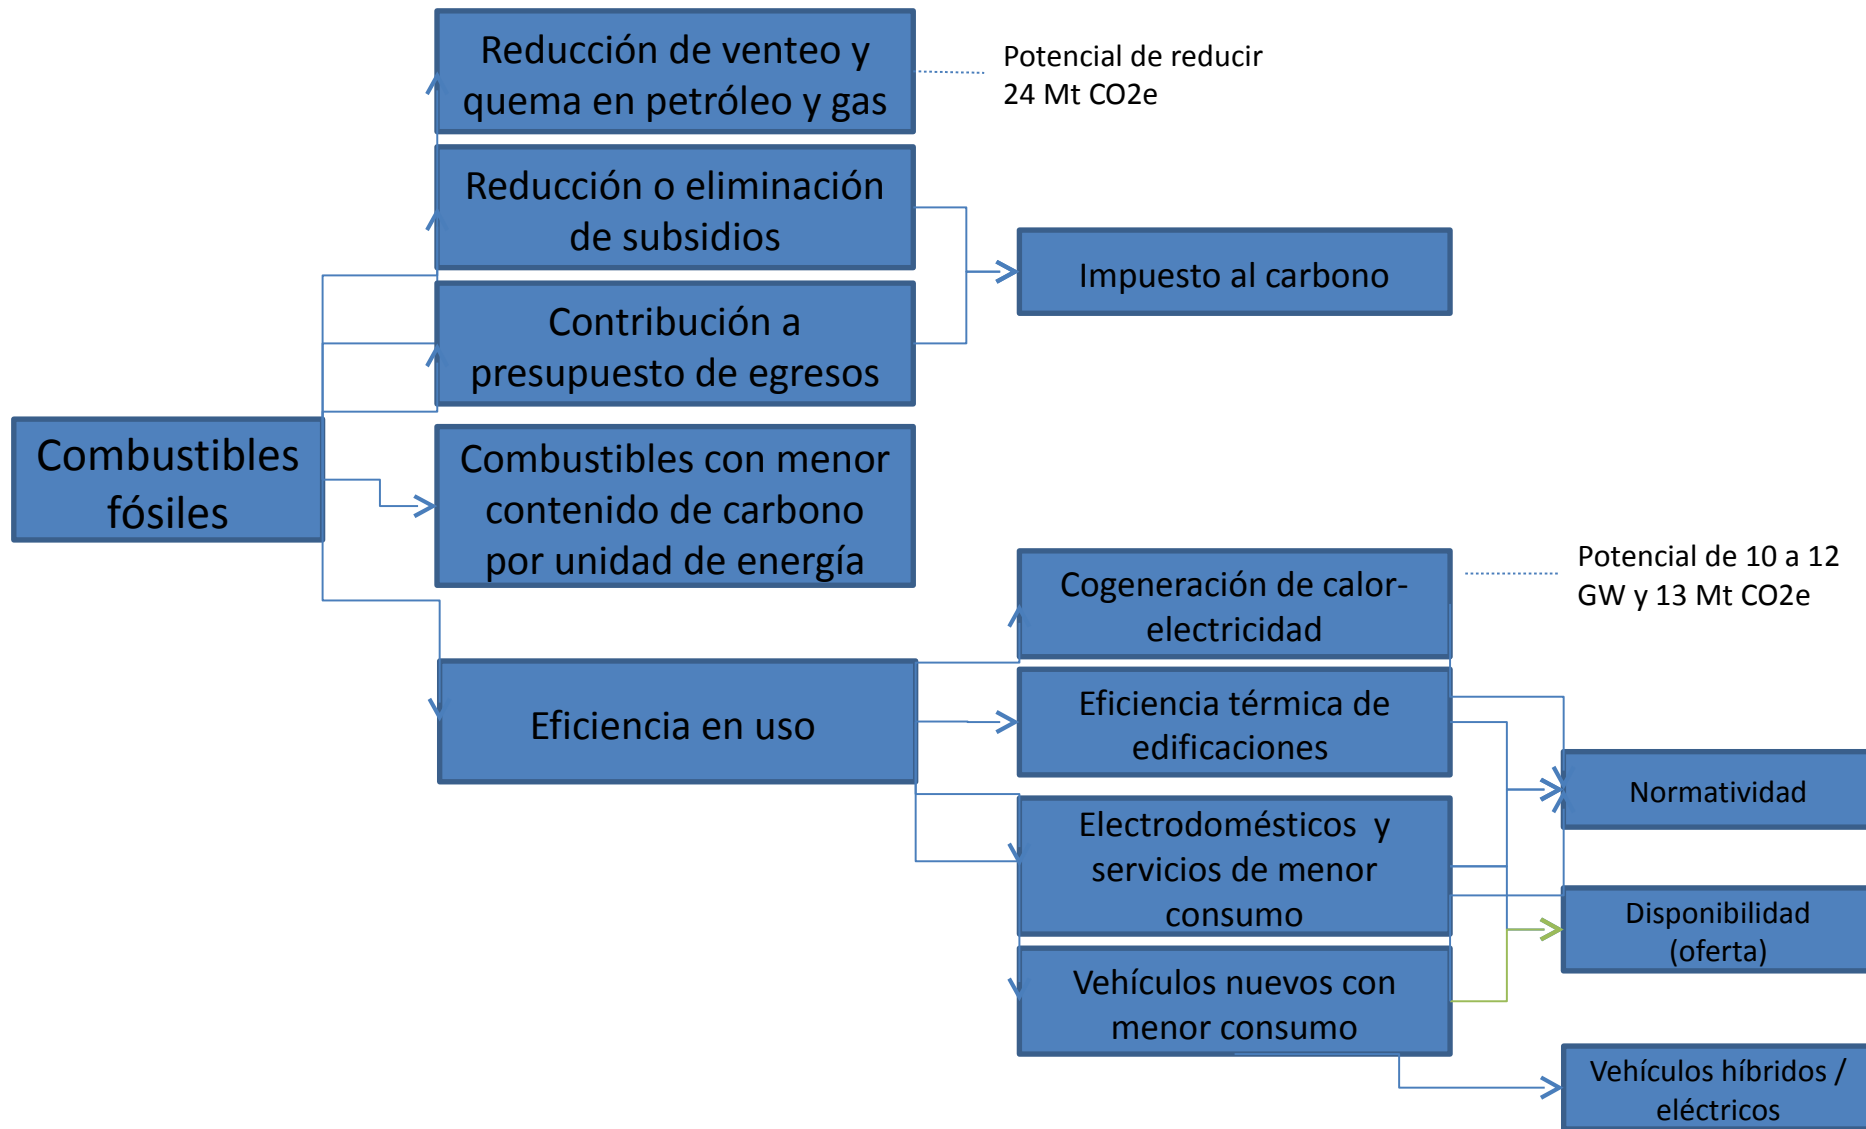 Reducción de venteo y
quema en petróleo y gas
Potencial de reducir
24 Mt CO2e
Reducción o eliminación
de subsidios
Impuesto al carbono
Contribución a
presupuesto de egresos
Combustibles
fósiles
Combustibles con menor
contenido de carbono
por unidad de energía
Cogeneración de calor-
electricidad
Potencial de 10 a 12
GW y 13 Mt CO2e
Eficiencia en uso
Eficiencia térmica de
edificaciones
Normatividad
Electrodomésticos  y
servicios de menor
consumo
Disponibilidad
(oferta)
Vehículos nuevos con
menor consumo
Vehículos híbridos /
eléctricos